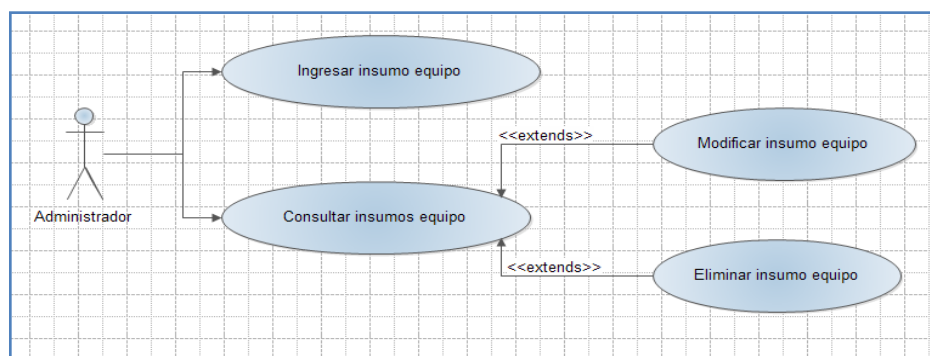 Ingresar insumo equipo
<<extends>>
Modificar insumo equipo
Administrador
Consultar insumos equipo
<<extends>>
Eliminar insumo equipo